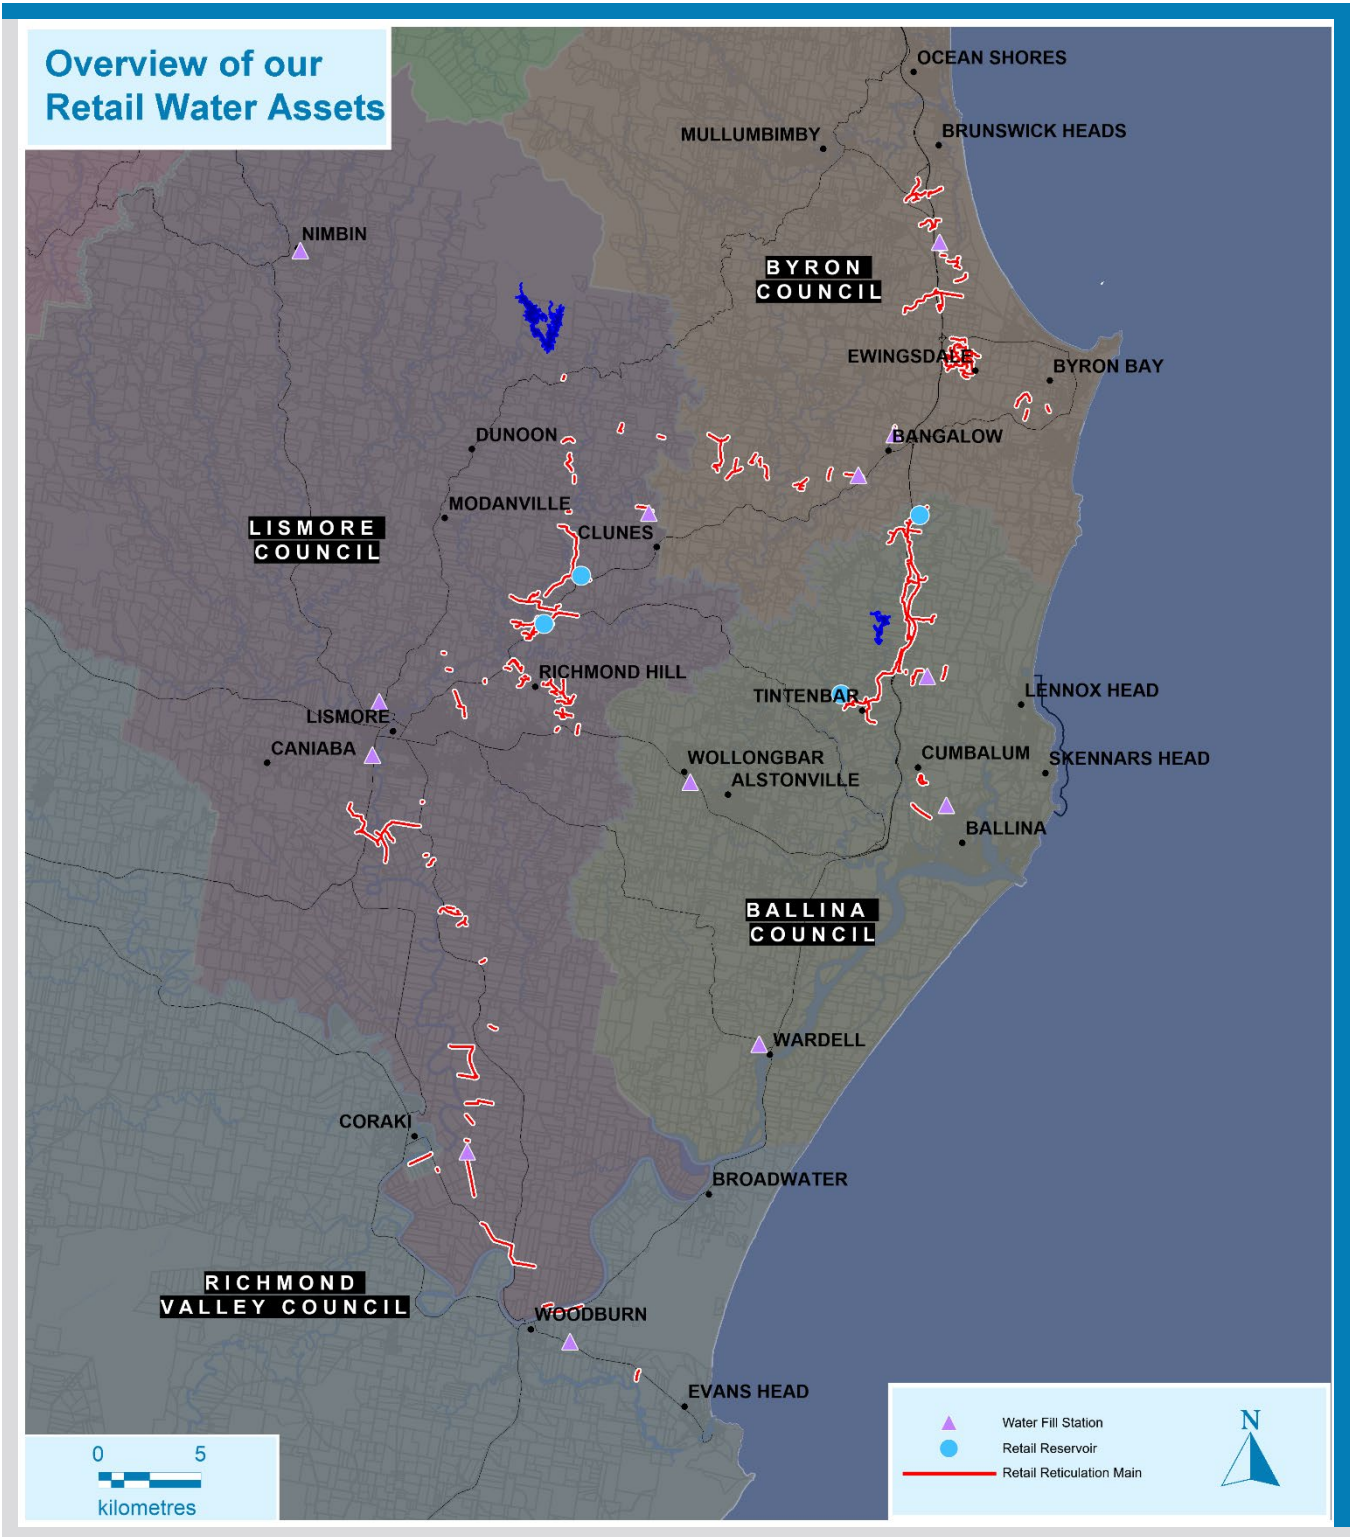 Overview of our
Retail Water Assets
OCEAN SHORES
MULLUMBIMBY
BRUNSWICK HEADS
NIMBIN
BYRON
COUNCIL
EWINGSDALE
BYRON BAY
DUNOON
BANGALOW
MODANVILLE
LISMORE
COUNCIL
CLUNES
RICHMOND HILL
TINTENBAR
LENNOX HEAD
LISMORE
CANIABA
WOLLONGBAR
ALSTONVILLE
CUMBALUM
SKENNARS HEAD
BALLINA
BALLINA
COUNCIL
WARDELL
CORAKI
BROADWATER
RICHMOND
VALLEY COUNCIL
WOODBURN
EVANS HEAD
0 5
kilometres
Water Fill Station
Retail Reservoir
Retail Reticulation Main
N